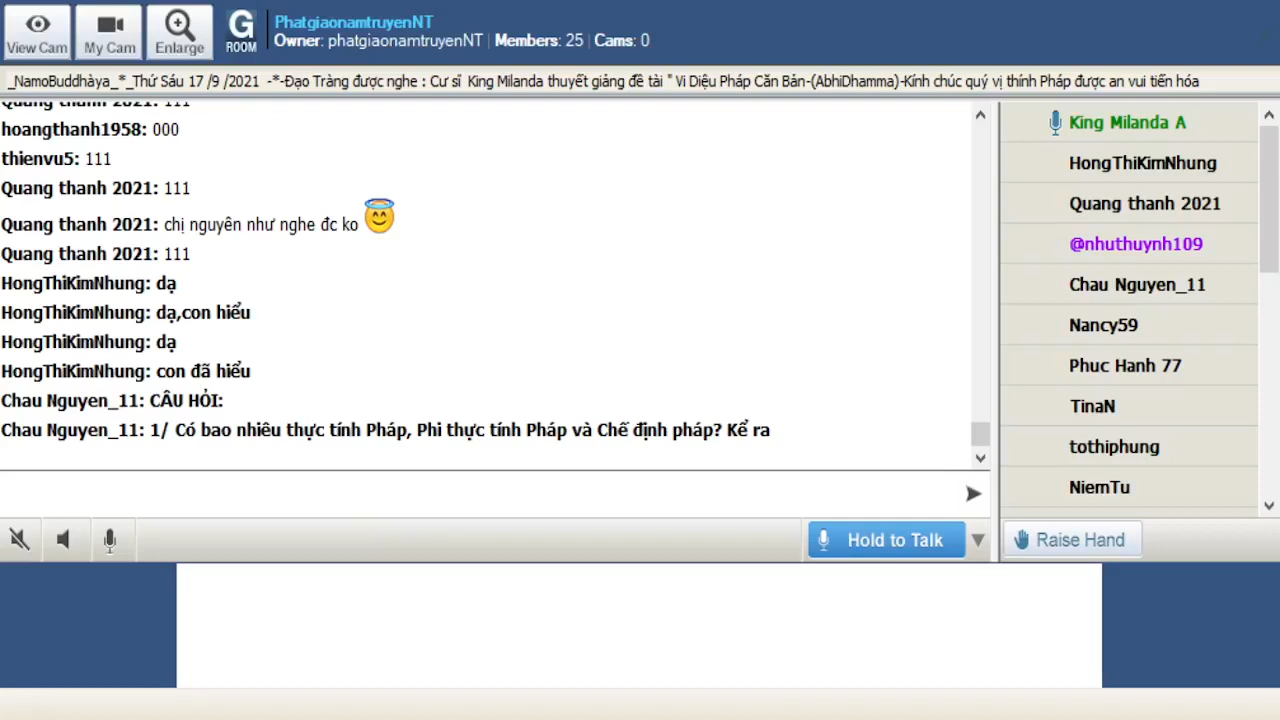 View Cam
My Cam
Enlarge
G
ROOM
PhatgiaonamtruyenNT
Owner: phatgiaonamtruyenNT | Members: 25 | Cams: 0
_NamoBuddhàya_*_Thứ Sáu 17 /9 /2021 -*-Đạo Tràng được nghe : Cư sĩ King Milanda thuyết giảng đề tài " Vi Diệu Pháp Căn Bản-(AbhiDhamma)-Kính chúc quý vị thính Pháp được an vui tiến hóa
Quang thanh 2021: 111
hoangthanh1958: 000
thienvu5: 111
Quang thanh 2021: 111
Quang thanh 2021: chị nguyên như nghe đc ko
Quang thanh 2021: 111
HongThiKimNhung: dạ
HongThiKimNhung: dạ,con hiểu
HongThiKimNhung: dạ
HongThiKimNhung: con đã hiểu
Chau Nguyen_11: CÂU HỎI:
Chau Nguyen_11: 1/ Có bao nhiêu thực tính Pháp, Phi thực tính Pháp và Chế định pháp? Kể ra
King Milanda A
HongThiKimNhung
Quang thanh 2021
@nhuthuynh109
Chau Nguyen_11
Nancy59
Phuc Hanh 77
TinaN
tothiphung
NiemTu
Hold to Talk
Raise Hand